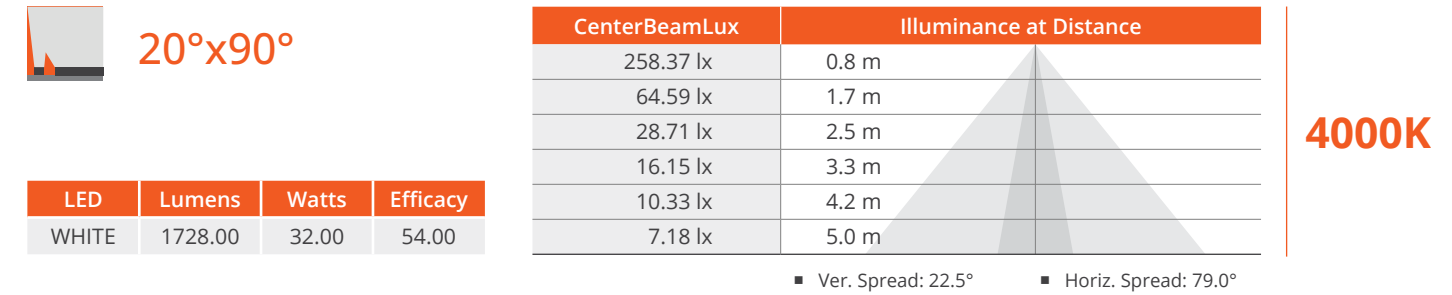 20°x90°
LED Lumens Watts Efficacy
WHITE 1728.00 32.00 54.00
CenterBeamLux Illuminance at Distance
258.37 lx 0.8 m
64.59 lx 1.7 m
28.71 lx 2.5 m
16.15 lx 3.3 m
10.33 lx 4.2 m
7.18 lx 5.0 m
▪ Ver. Spread: 22.5° ▪ Horiz. Spread: 79.0°
4000K